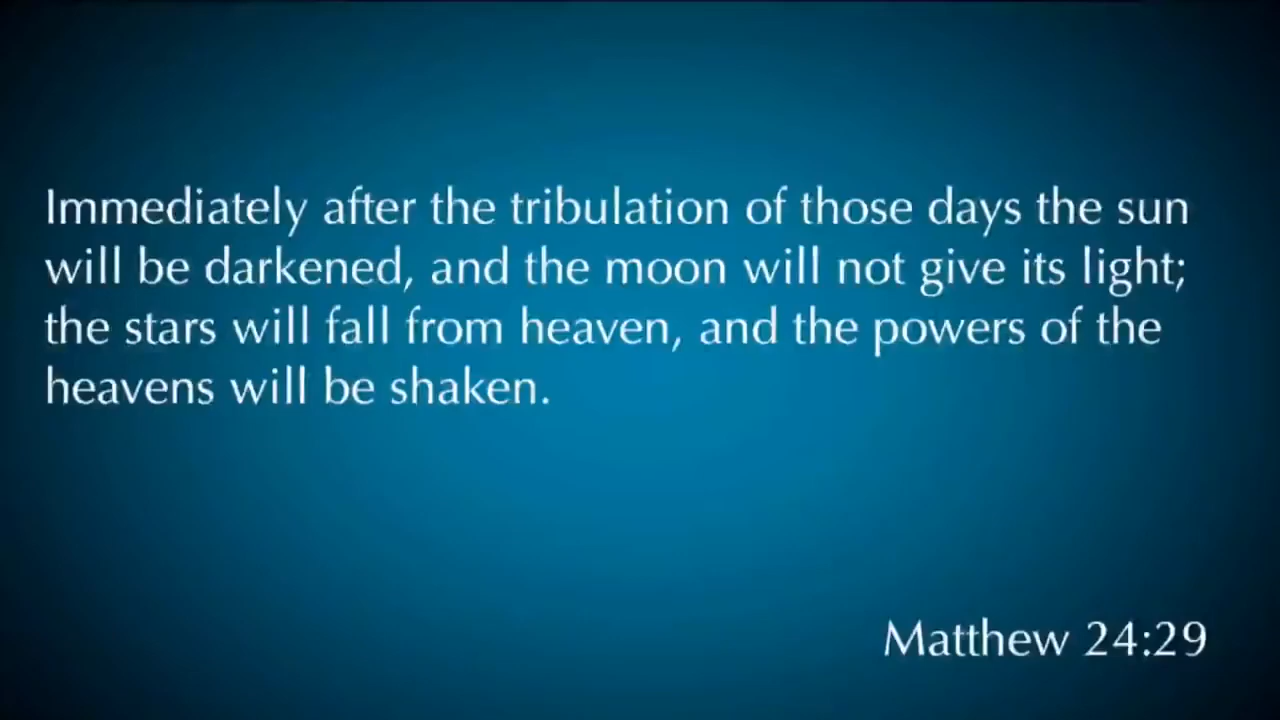 Immediately after the tribulation of those days the sun
will be darkened, and the moon will not give its light;
the stars will fall from heaven, and the powers of the
heavens will be shaken.
Matthew 24:29